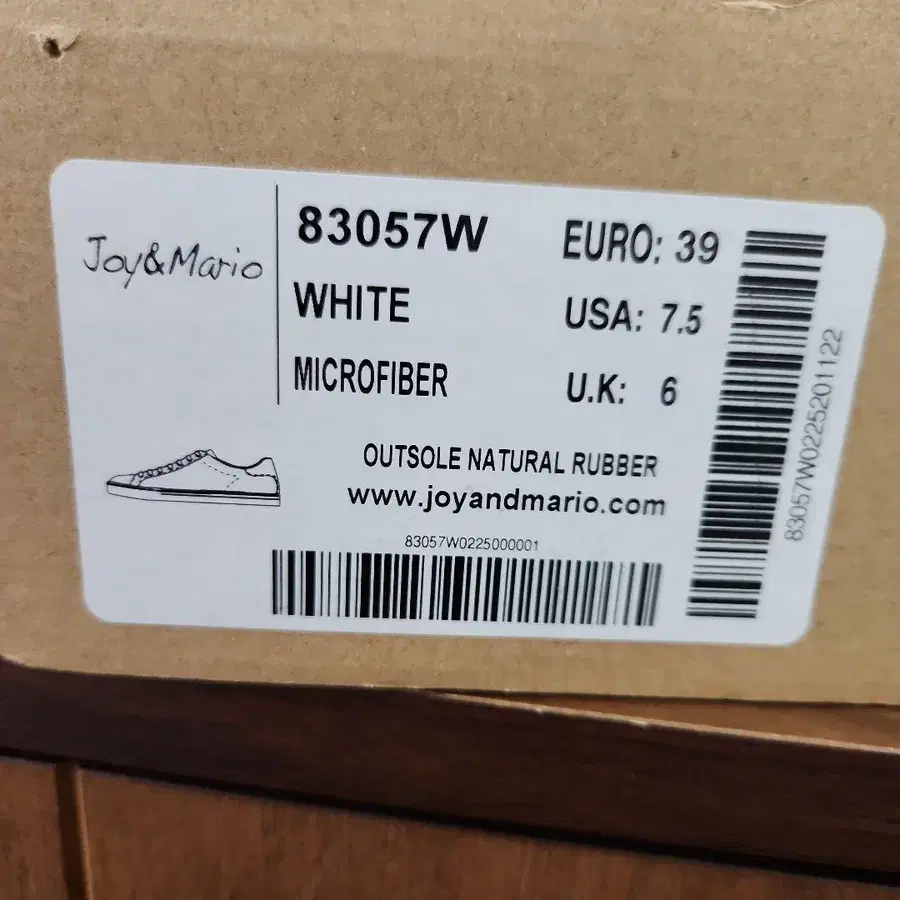 Joy&Mario
83057W
WHITE
MICROFIBER
EURO: 39
USA: 7.5
U.K: 6
OUTSOLE NATURAL RUBBER
www.joyandmario.com
83057W0225000001
83057W0225201122